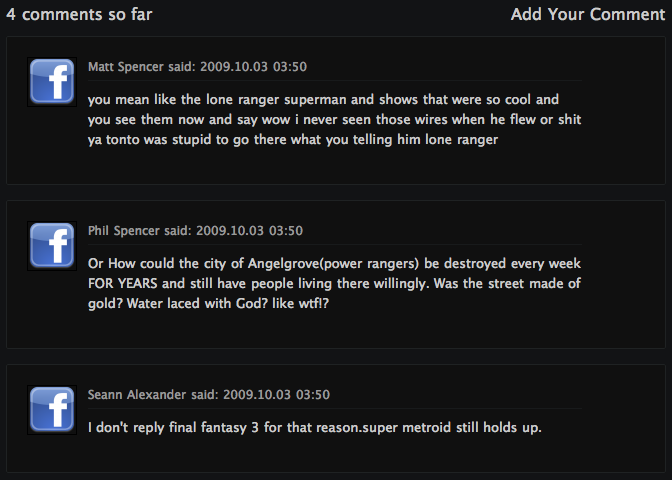 4 comments so far
Add Your Comment
f
Matt Spencer said: 2009.10.03 03:50
you mean like the lone ranger superman and shows that were so cool and
you see them now and say wow i never seen those wires when he flew or shit
ya tonto was stupid to go there what you telling him lone ranger
f
Phil Spencer said: 2009.10.03 03:50
Or How could the city of Angelgrove(power rangers) be destroyed every week
FOR YEARS and still have people living there willingly. Was the street made of
gold? Water laced with God? like wtf!?
f
Seann Alexander said: 2009.10.03 03:50
I don't reply final fantasy 3 for that reason.super metroid still holds up.